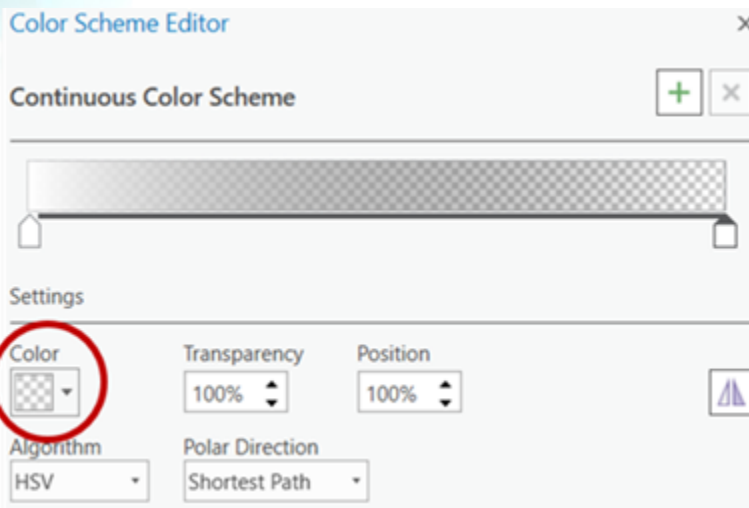 Color Scheme Editor
Continuous Color Scheme
Settings
Color Transparency Position
100% 100%
Algorithm Polar Direction
HSV Shortest Path